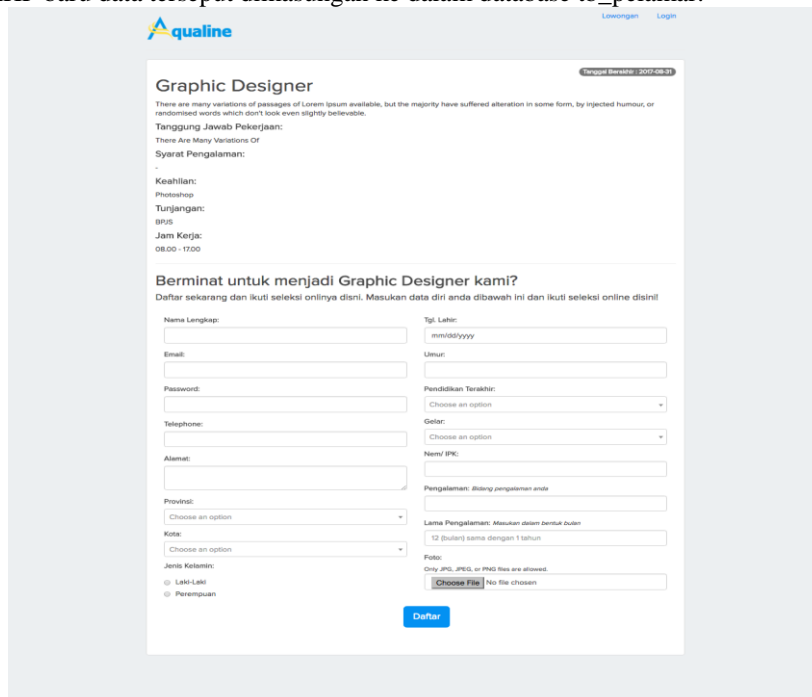 baru data tersebut dimasungan ke dalam database tb_pelamar.
Lowongan Login
Aqualine
Tanggal Berakhir : 2017-08-31
Graphic Designer
There are many variations of passages of Lorem Ipsum available, but the majority have suffered alteration in some form, by injected humour, or
randomised words which don't look even slightly believable.
Tanggung Jawab Pekerjaan:
There Are Many Variations Of
Syarat Pengalaman:
-
Keahlian:
Photoshop
Tunjangan:
BPJS
Jam Kerja:
08.00 - 17.00
Berminat untuk menjadi Graphic Designer kami?
Daftar sekarang dan ikuti seleksi onlinya disni. Masukan data diri anda dibawah ini dan ikuti seleksi online disini!
Nama Lengkap:
Email:
Password:
Telephone:
Alamat:
Provinsi:
Choose an option
Kota:
Choose an option
Jenis Kelamin:
Laki-Laki
Perempuan
Tgl. Lahir:
mm/dd/yyyy
Umur:
Pendidikan Terakhir:
Choose an option
Gelar:
Choose an option
Nem/ IPK:
Pengalaman: Bidang pengalaman anda
Lama Pengalaman: Masukan dalam bentuk bulan
12 (bulan) sama dengan 1 tahun
Foto:
Only JPG, JPEG, or PNG files are allowed.
Choose File No file chosen
Daftar